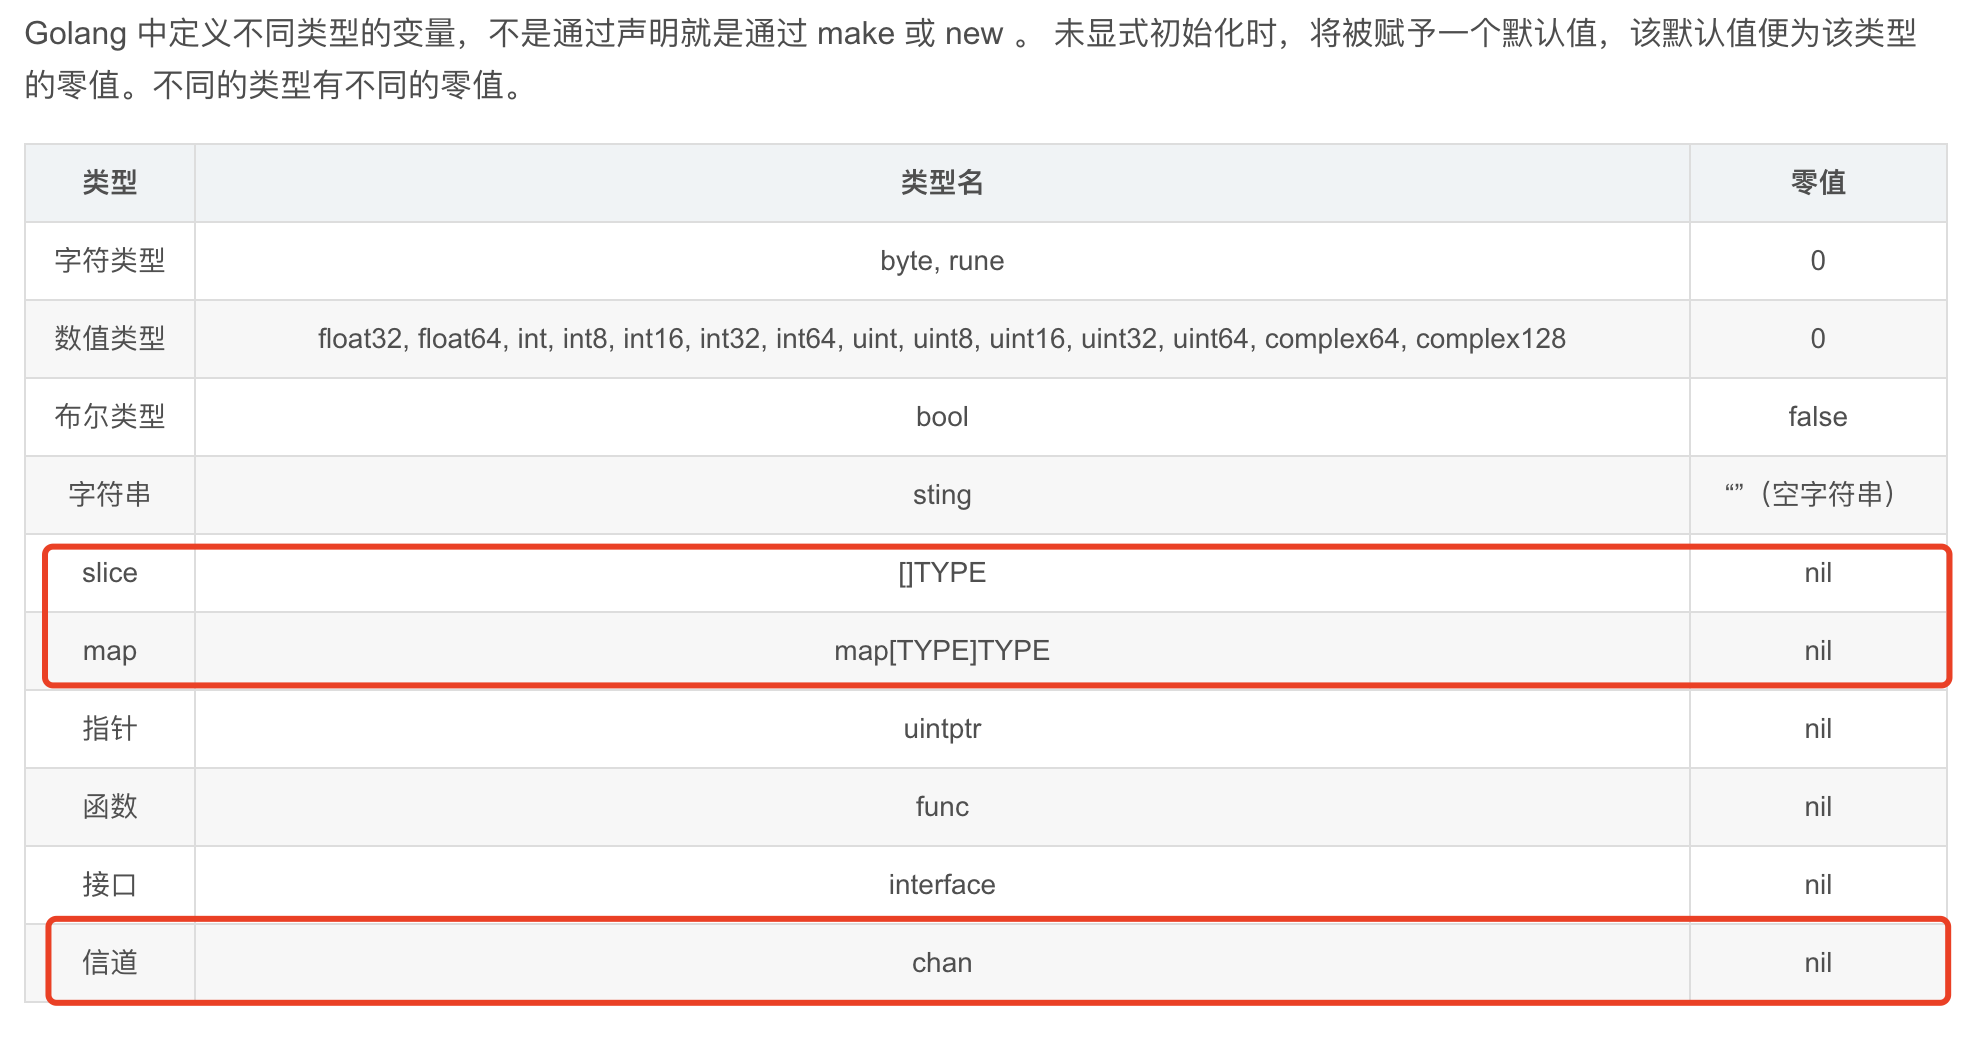 Golang 中定义不同类型的变量，不是通过声明就是通过 make 或 new 。 未显式初始化时，将被赋予一个默认值，该默认值便为该类型
的零值。不同的类型有不同的零值。
类型 类型名 零值
字符类型 byte, rune 0
数值类型 float32, float64, int, int8, int16, int32, int64, uint, uint8, uint16, uint32, uint64, complex64, complex128 0
布尔类型 bool false
字符串 sting “”（空字符串）
slice []TYPE nil
map map[TYPE]TYPE nil
指针 uintptr nil
函数 func nil
接口 interface nil
信道 chan nil